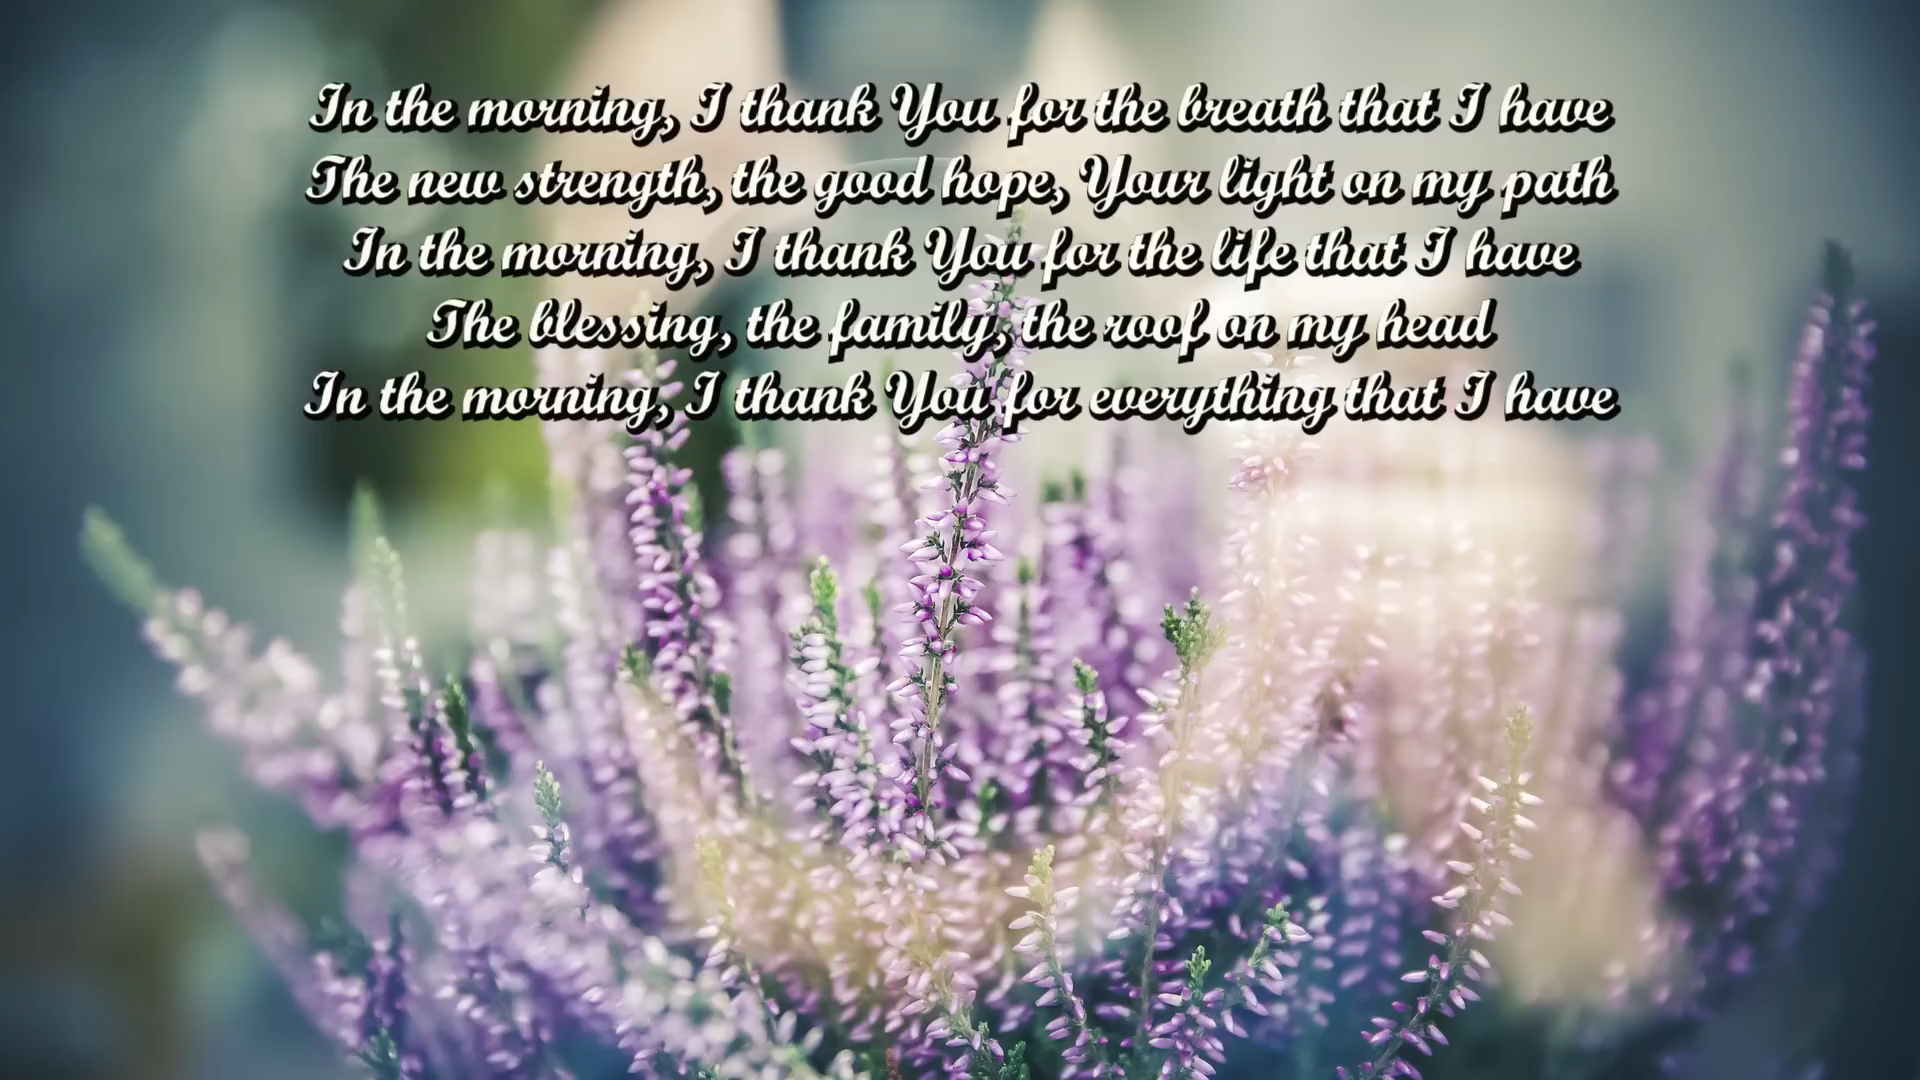 In the morning, I thank You for the breath that I have
The new strength, the good hope, Your light on my path
In the morning, I thank You for the life that I have
The blessing, the family, the roof on my head
In the morning, I thank You for everything that I have